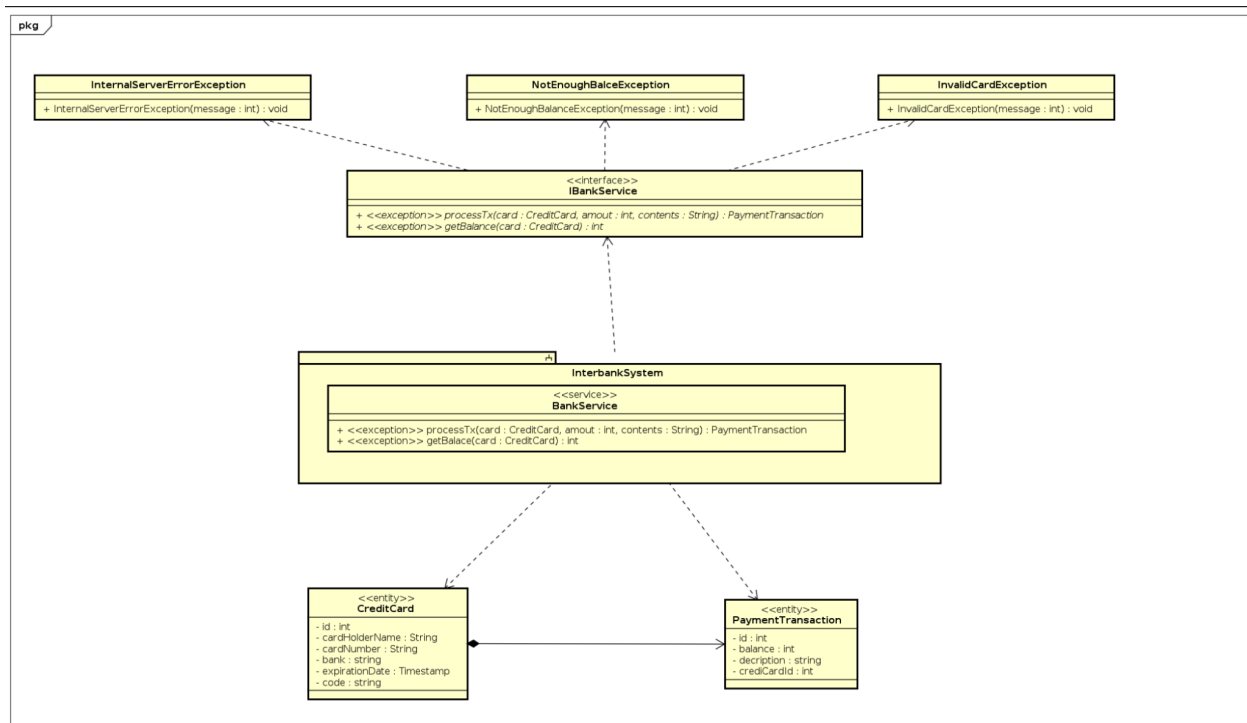 pkg
InternalServerErrorException
+ InternalServerErrorException(message : int) : void
NotEnoughBalceException
+ NotEnoughBalanceException(message : int) : void
InvalidCardException
+ InvalidCardException(message : int) : void
<<interface>>
IBankService
+ <<exception>> processTx(card : CreditCard, amout : int, contents : String) : PaymentTransaction
+ <<exception>> getBalance(card : CreditCard) : int
InterbankSystem
<<service>>
BankService
+ <<exception>> processTx(card : CreditCard, amout : int, contents : String) : PaymentTransaction
+ <<exception>> getBalace(card : CreditCard) : int
<<entity>>
CreditCard
- id : int
- cardHolderName : String
- cardNumber : String
- bank : string
- expirationDate : Timestamp
- code : string
<<entity>>
PaymentTransaction
- id : int
- balance : int
- decription : string
- crediCardId : int